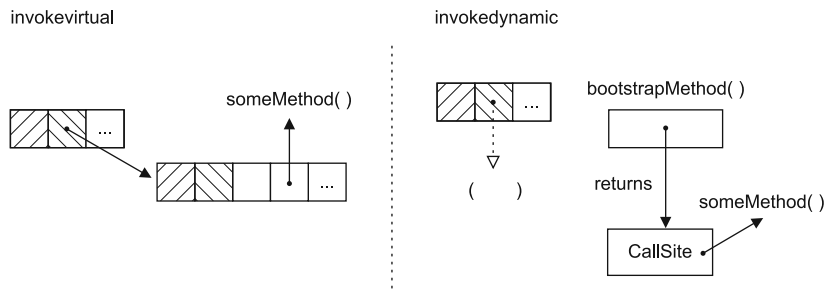 invokevirtual
someMethod( )
...
...
invokedynamic
...
( )
bootstrapMethod( )
returns
someMethod( )
CallSite